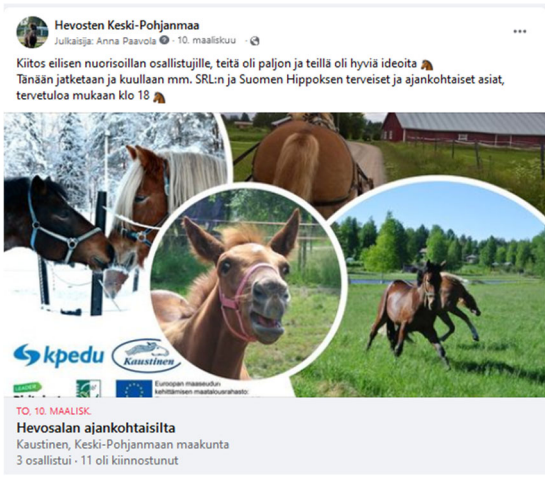 Hevosten Keski-Pohjanmaa
Julkaisija: Anna Paavola · 10. maaliskuu ·
Kiitos eilisen nuorisoillan osallistujille, teitä oli paljon ja teillä oli hyviä ideoita
Tänään jatketaan ja kuullaan mm. SRL:n ja Suomen Hippoksen terveiset ja ajankohtaiset asiat,
tervetuloa mukaan klo 18
kpedu
Kaustinen
LEADER
Euroopan maaseudun
kehittämisen maatalousrahasto:
TO, 10. MAALISK.
Hevosalan ajankohtaisilta
Kaustinen, Keski-Pohjanmaan maakunta
3 osallistui · 11 oli kiinnostunut